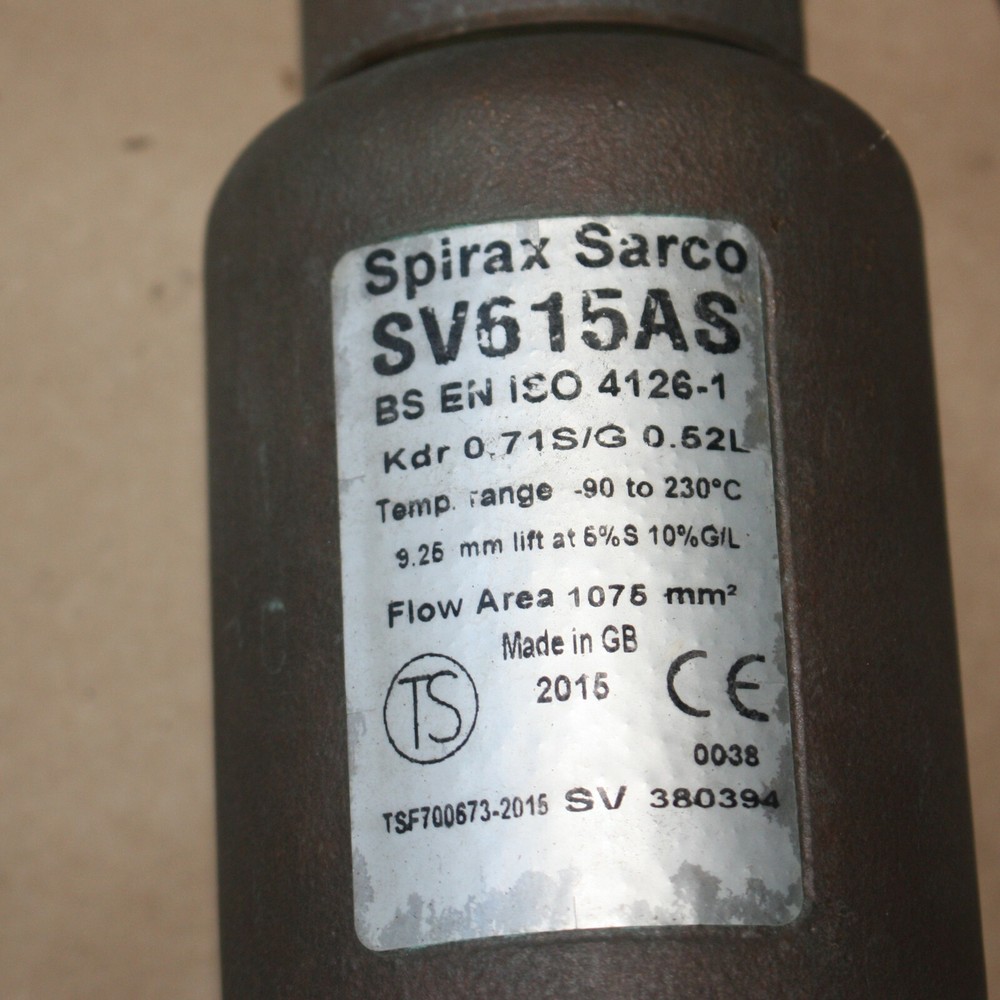 Spirax Sarco
SV615AS
BS EN ISO 4126-1
Kdr 0.71S/G 0.52L
Temp. range -90 to 230°C
9.25 mm lift at 5%S 10%G/L
Flow Area 1075 mm²
Made in GB
TS 2015 CE
0038
TSF700673-2015 SV 380394